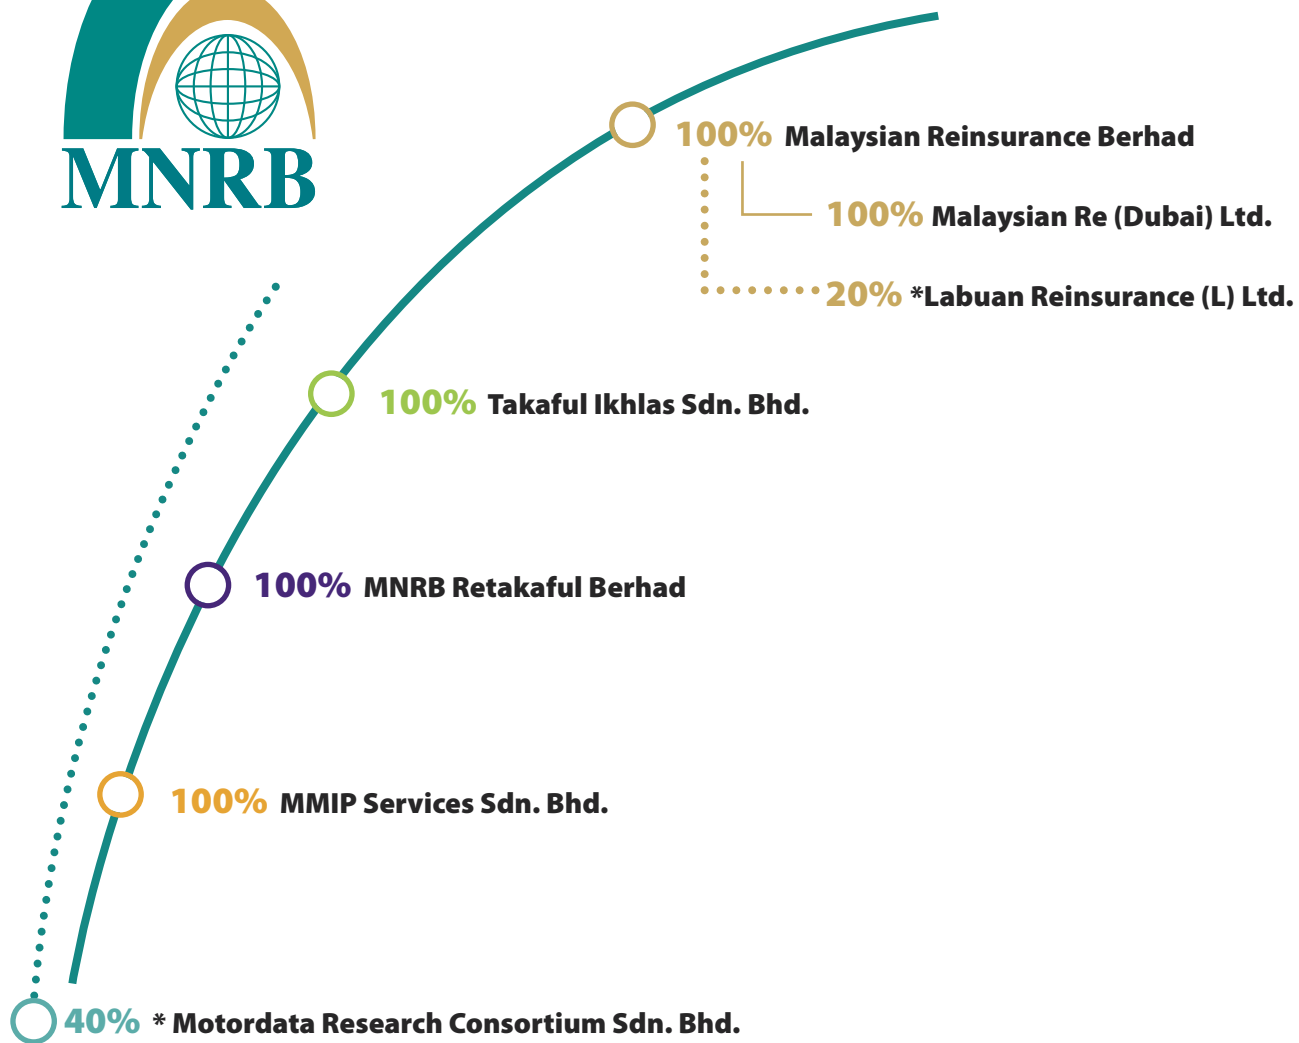 MNRB
100% Malaysian Reinsurance Berhad
100% Malaysian Re (Dubai) Ltd.
20% *Labuan Reinsurance (L) Ltd.
100% Takaful Ikhlas Sdn. Bhd.
100% MNRB Retakaful Berhad
100% MMIP Services Sdn. Bhd.
40% * Motordata Research Consortium Sdn. Bhd.